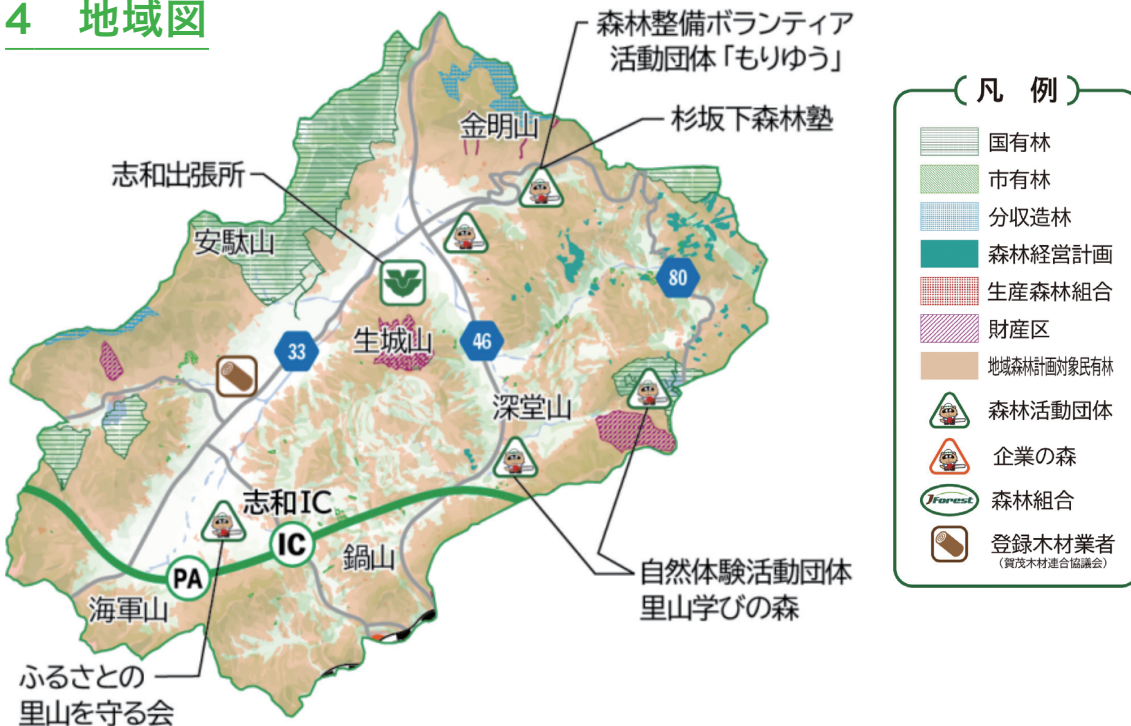 4 地域図
森林整備ボランティア
活動団体「もりゆう」
金明山
杉坂下森林塾
志和出張所
安駄山
80
33
生城山
46
深堂山
志和IC
IC
鍋山
PA
海軍山
自然体験活動団体
里山学びの森
ふるさとの
里山を守る会
凡 例
国有林
市有林
分収造林
森林経営計画
生産森林組合
財産区
地域森林計画対象民有林
森林活動団体
企業の森
JForest
森林組合
登録木材業者
(賀茂木材連合協議会)